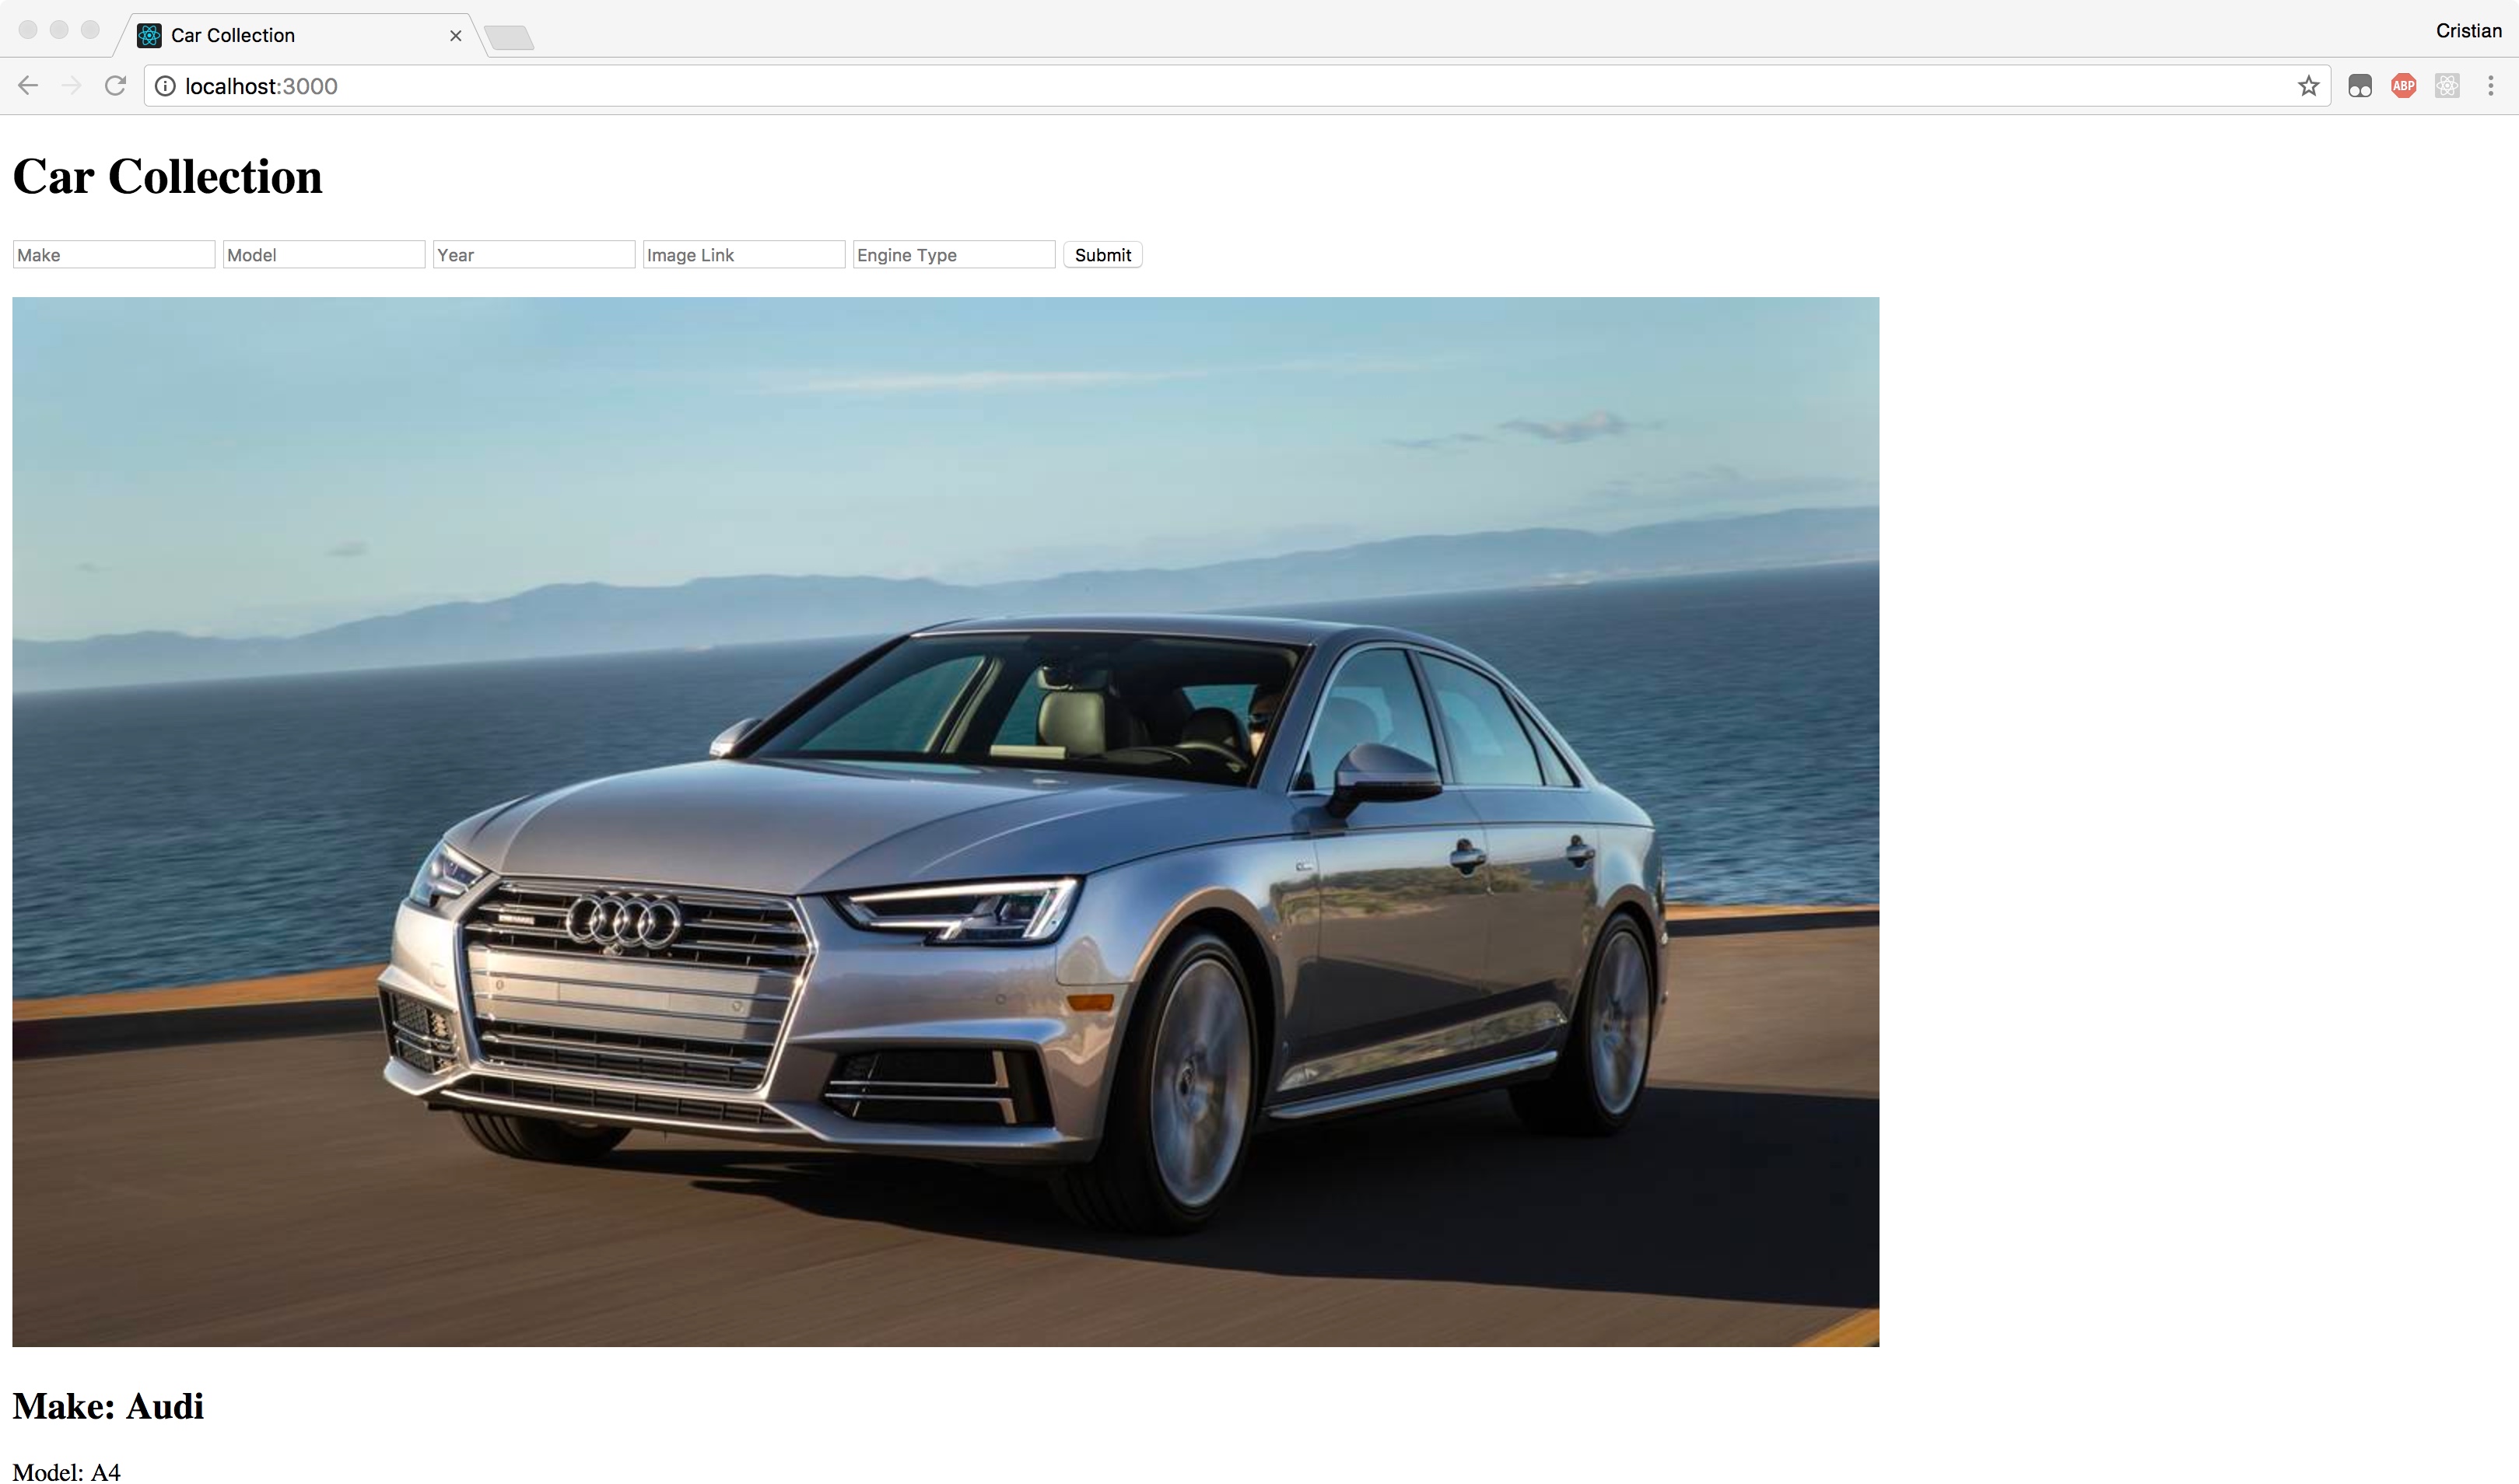 Car Collection
Cristian
localhost:3000
ABP
Car Collection
Make Model Year Image Link Engine Type Submit
Make: Audi
Model: A4